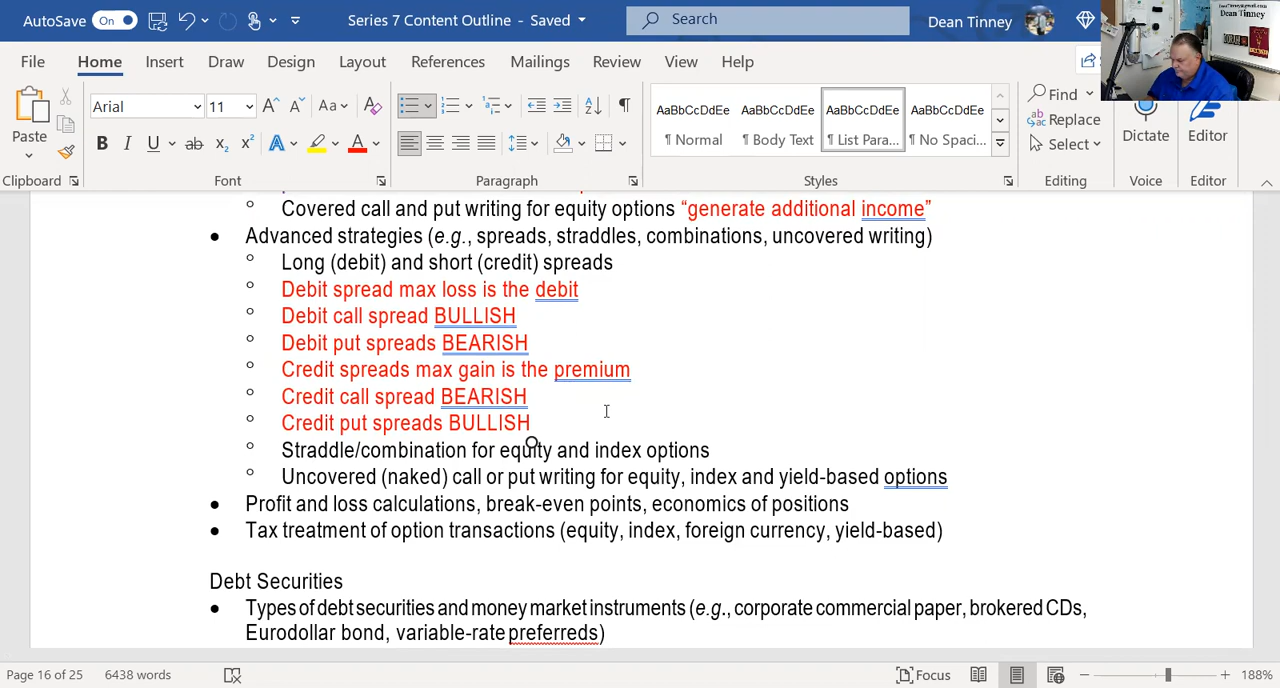 AutoSave On Series 7 Content Outline - Saved Search Dean Tinney
File Home Insert Draw Design Layout References Mailings Review View Help
Paste Arial 11 Aa AaBbCcDdEe AaBbCcDdEe AaBbCcDdEe AaBbCcDdEe Find Replace Select Dictate Editor
¶ Normal ¶ Body Text ¶ List Para... ¶ No Spaci...
Clipboard Font Paragraph Styles Editing Voice Editor
° Covered call and put writing for equity options “generate additional income”
• Advanced strategies (e.g., spreads, straddles, combinations, uncovered writing)
° Long (debit) and short (credit) spreads
° Debit spread max loss is the debit
° Debit call spread BULLISH
° Debit put spreads BEARISH
° Credit spreads max gain is the premium
° Credit call spread BEARISH
° Credit put spreads BULLISH
° Straddle/combination for equity and index options
° Uncovered (naked) call or put writing for equity, index and yield-based options
• Profit and loss calculations, break-even points, economics of positions
• Tax treatment of option transactions (equity, index, foreign currency, yield-based)
Debt Securities
• Types of debt securities and money market instruments (e.g., corporate commercial paper, brokered CDs,
Eurodollar bond, variable-rate preferreds)
Page 16 of 25 6438 words Focus 188%